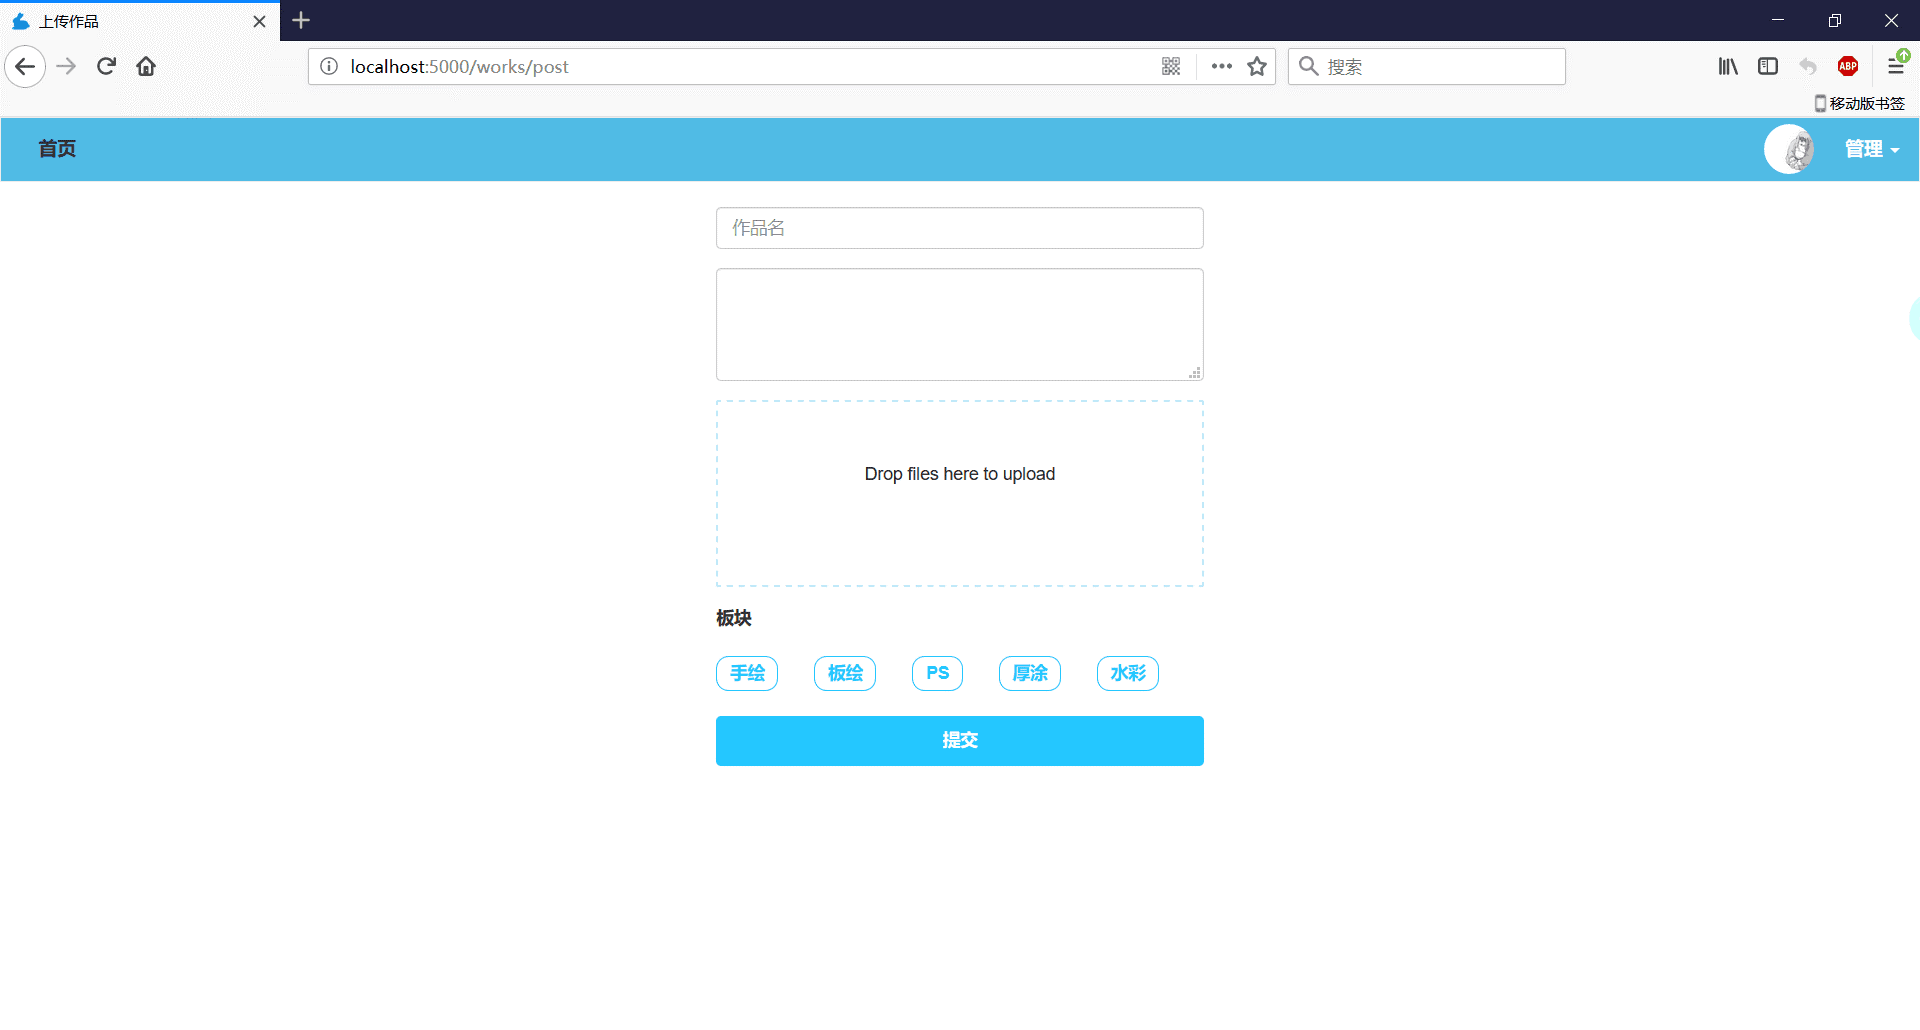 上传作品
localhost:5000/works/post
搜索
ABP
移动版书签
首页
管理
作品名
Drop files here to upload
板块
手绘 板绘 PS 厚涂 水彩
提交